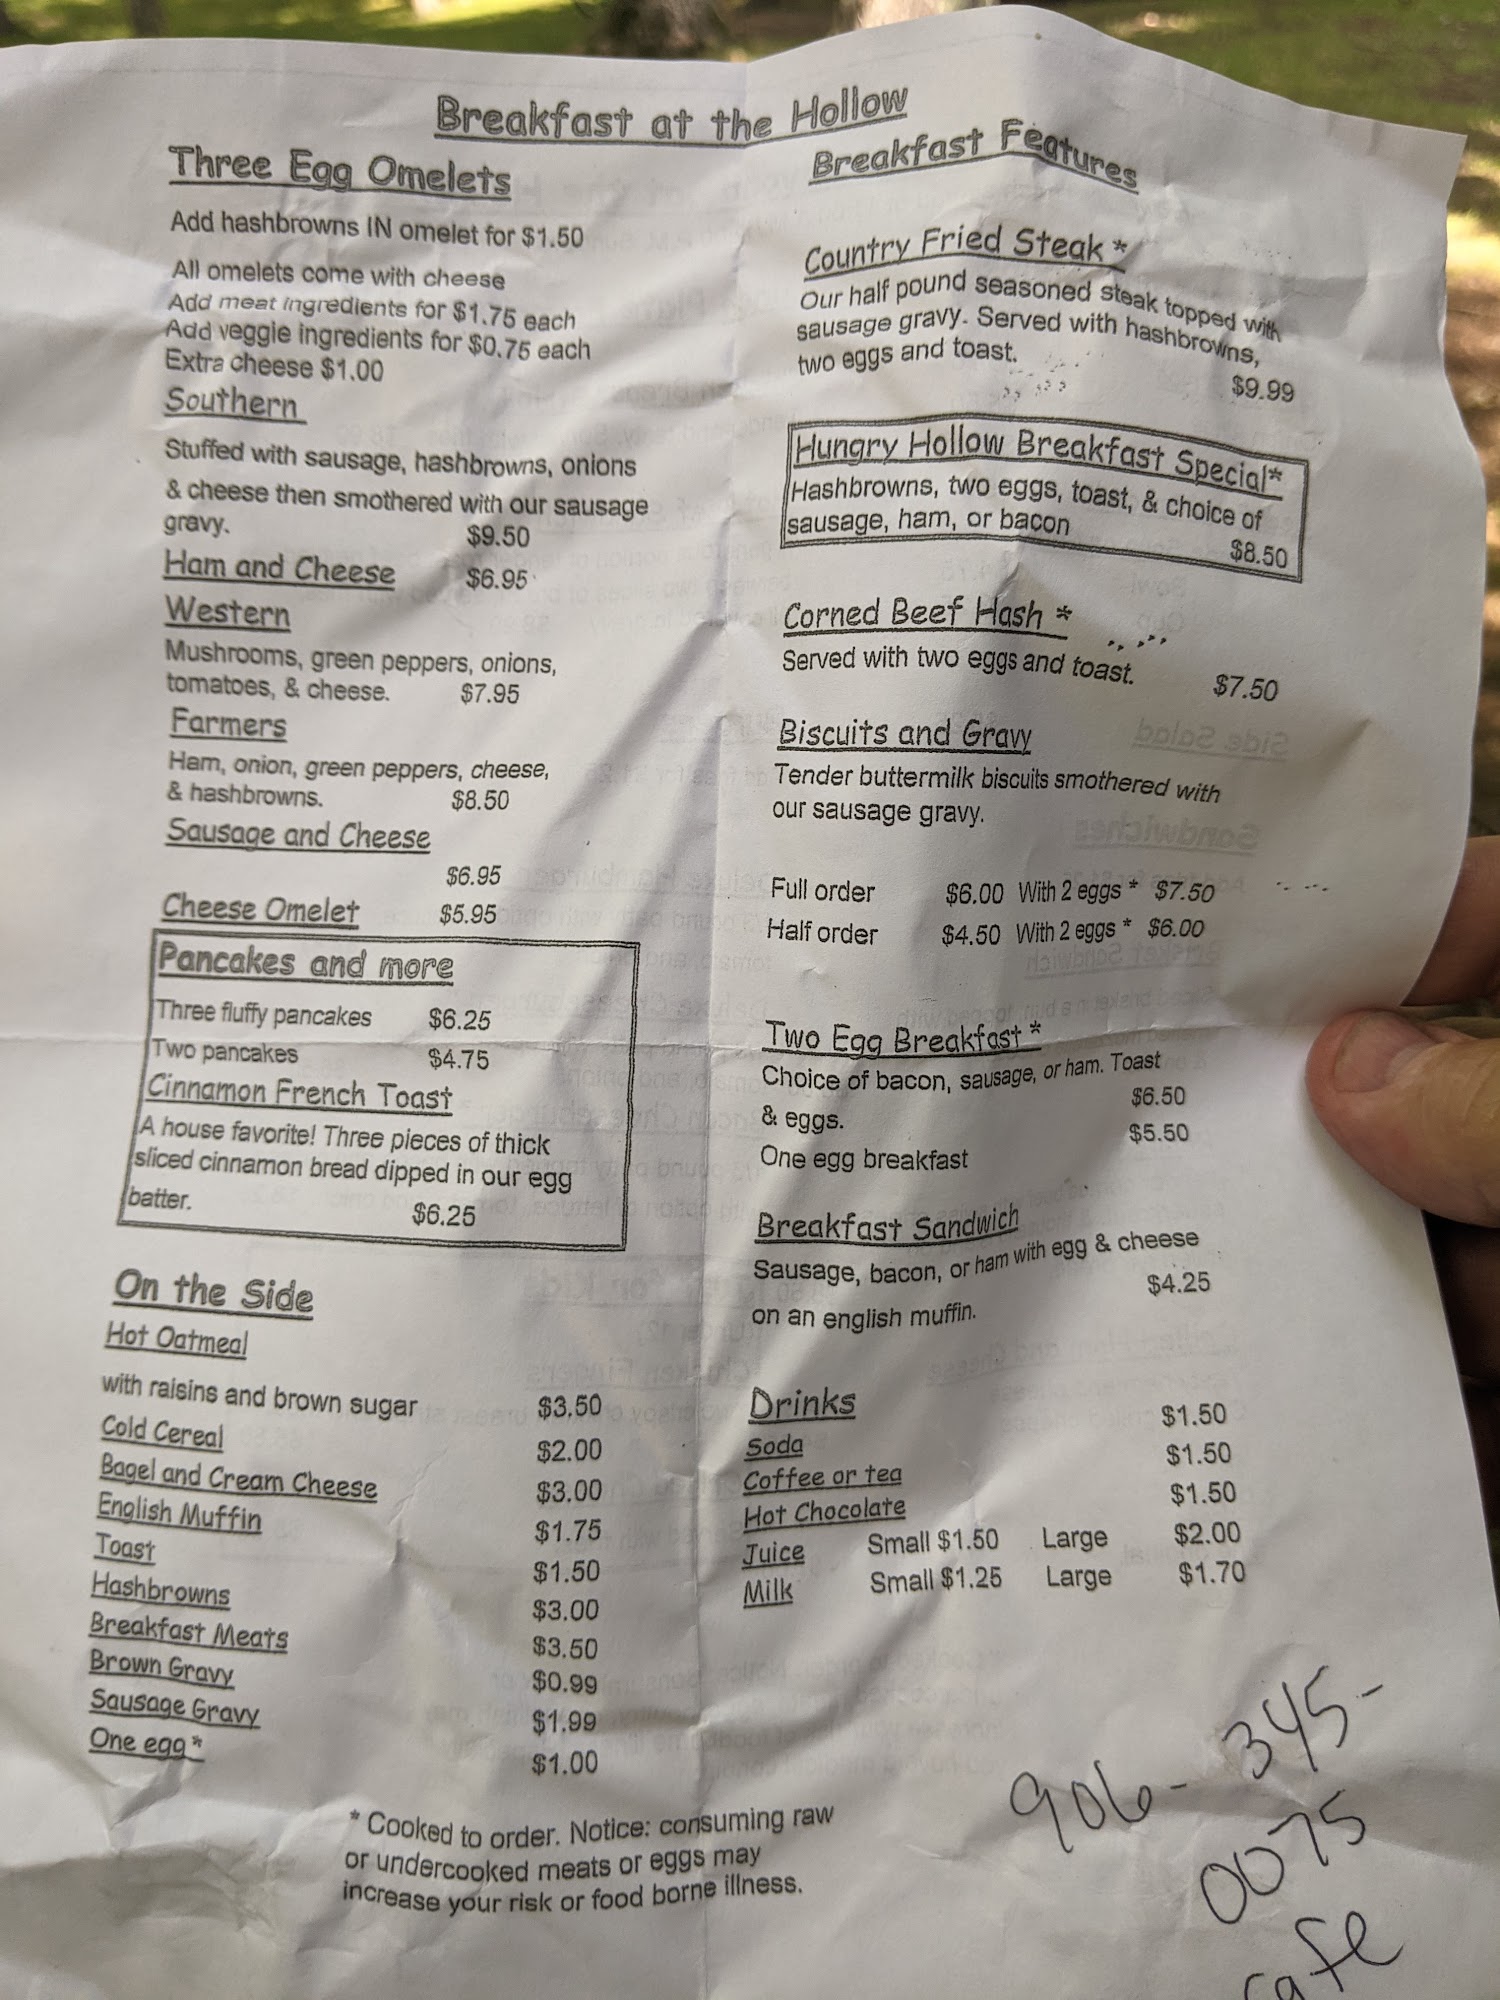 Breakfast at the Hollow
Three Egg Omelets
Add hashbrowns IN omelet for $1.50
All omelets come with cheese
Add meat ingredients for $1.75 each
Add veggie ingredients for $0.75 each
Extra cheese $1.00
Southern
Stuffed with sausage, hashbrowns, onions
& cheese then smothered with our sausage
gravy. $9.50
Ham and Cheese $6.95
Western
Mushrooms, green peppers, onions,
tomatoes, & cheese. $7.95
Farmers
Ham, onion, green peppers, cheese,
& hashbrowns. $8.50
Sausage and Cheese
$6.95
Cheese Omelet $5.95
Pancakes and more
Three fluffy pancakes $6.25
Two pancakes $4.75
Cinnamon French Toast
A house favorite! Three pieces of thick
sliced cinnamon bread dipped in our egg
batter. $6.25
On the Side
Hot Oatmeal
with raisins and brown sugar $3.50
Cold Cereal $2.00
Bagel and Cream Cheese $3.00
English Muffin $1.75
Toast $1.50
Hashbrowns $3.00
Breakfast Meats $3.50
Brown Gravy $0.99
Sausage Gravy $1.99
One egg * $1.00
Breakfast Features
Country Fried Steak *
Our half pound seasoned steak topped with
sausage gravy. Served with hashbrowns,
two eggs and toast.
$9.99
Hungry Hollow Breakfast Special*
Hashbrowns, two eggs, toast, & choice of
sausage, ham, or bacon
$8.50
Corned Beef Hash *
Served with two eggs and toast.
$7.50
Biscuits and Gravy
Tender buttermilk biscuits smothered with
our sausage gravy.
Full order $6.00 With 2 eggs * $7.50
Half order $4.50 With 2 eggs * $6.00
Two Egg Breakfast *
Choice of bacon, sausage, or ham. Toast
& eggs. $6.50
One egg breakfast $5.50
Breakfast Sandwich
Sausage, bacon, or ham with egg & cheese
on an english muffin. $4.25
Drinks
Soda $1.50
Coffee or tea $1.50
Hot Chocolate $1.50
Juice Small $1.50 Large $2.00
Milk Small $1.25 Large $1.70
* Cooked to order. Notice: consuming raw
or undercooked meats or eggs may
increase your risk or food borne illness.
906-345-
0075
cafe